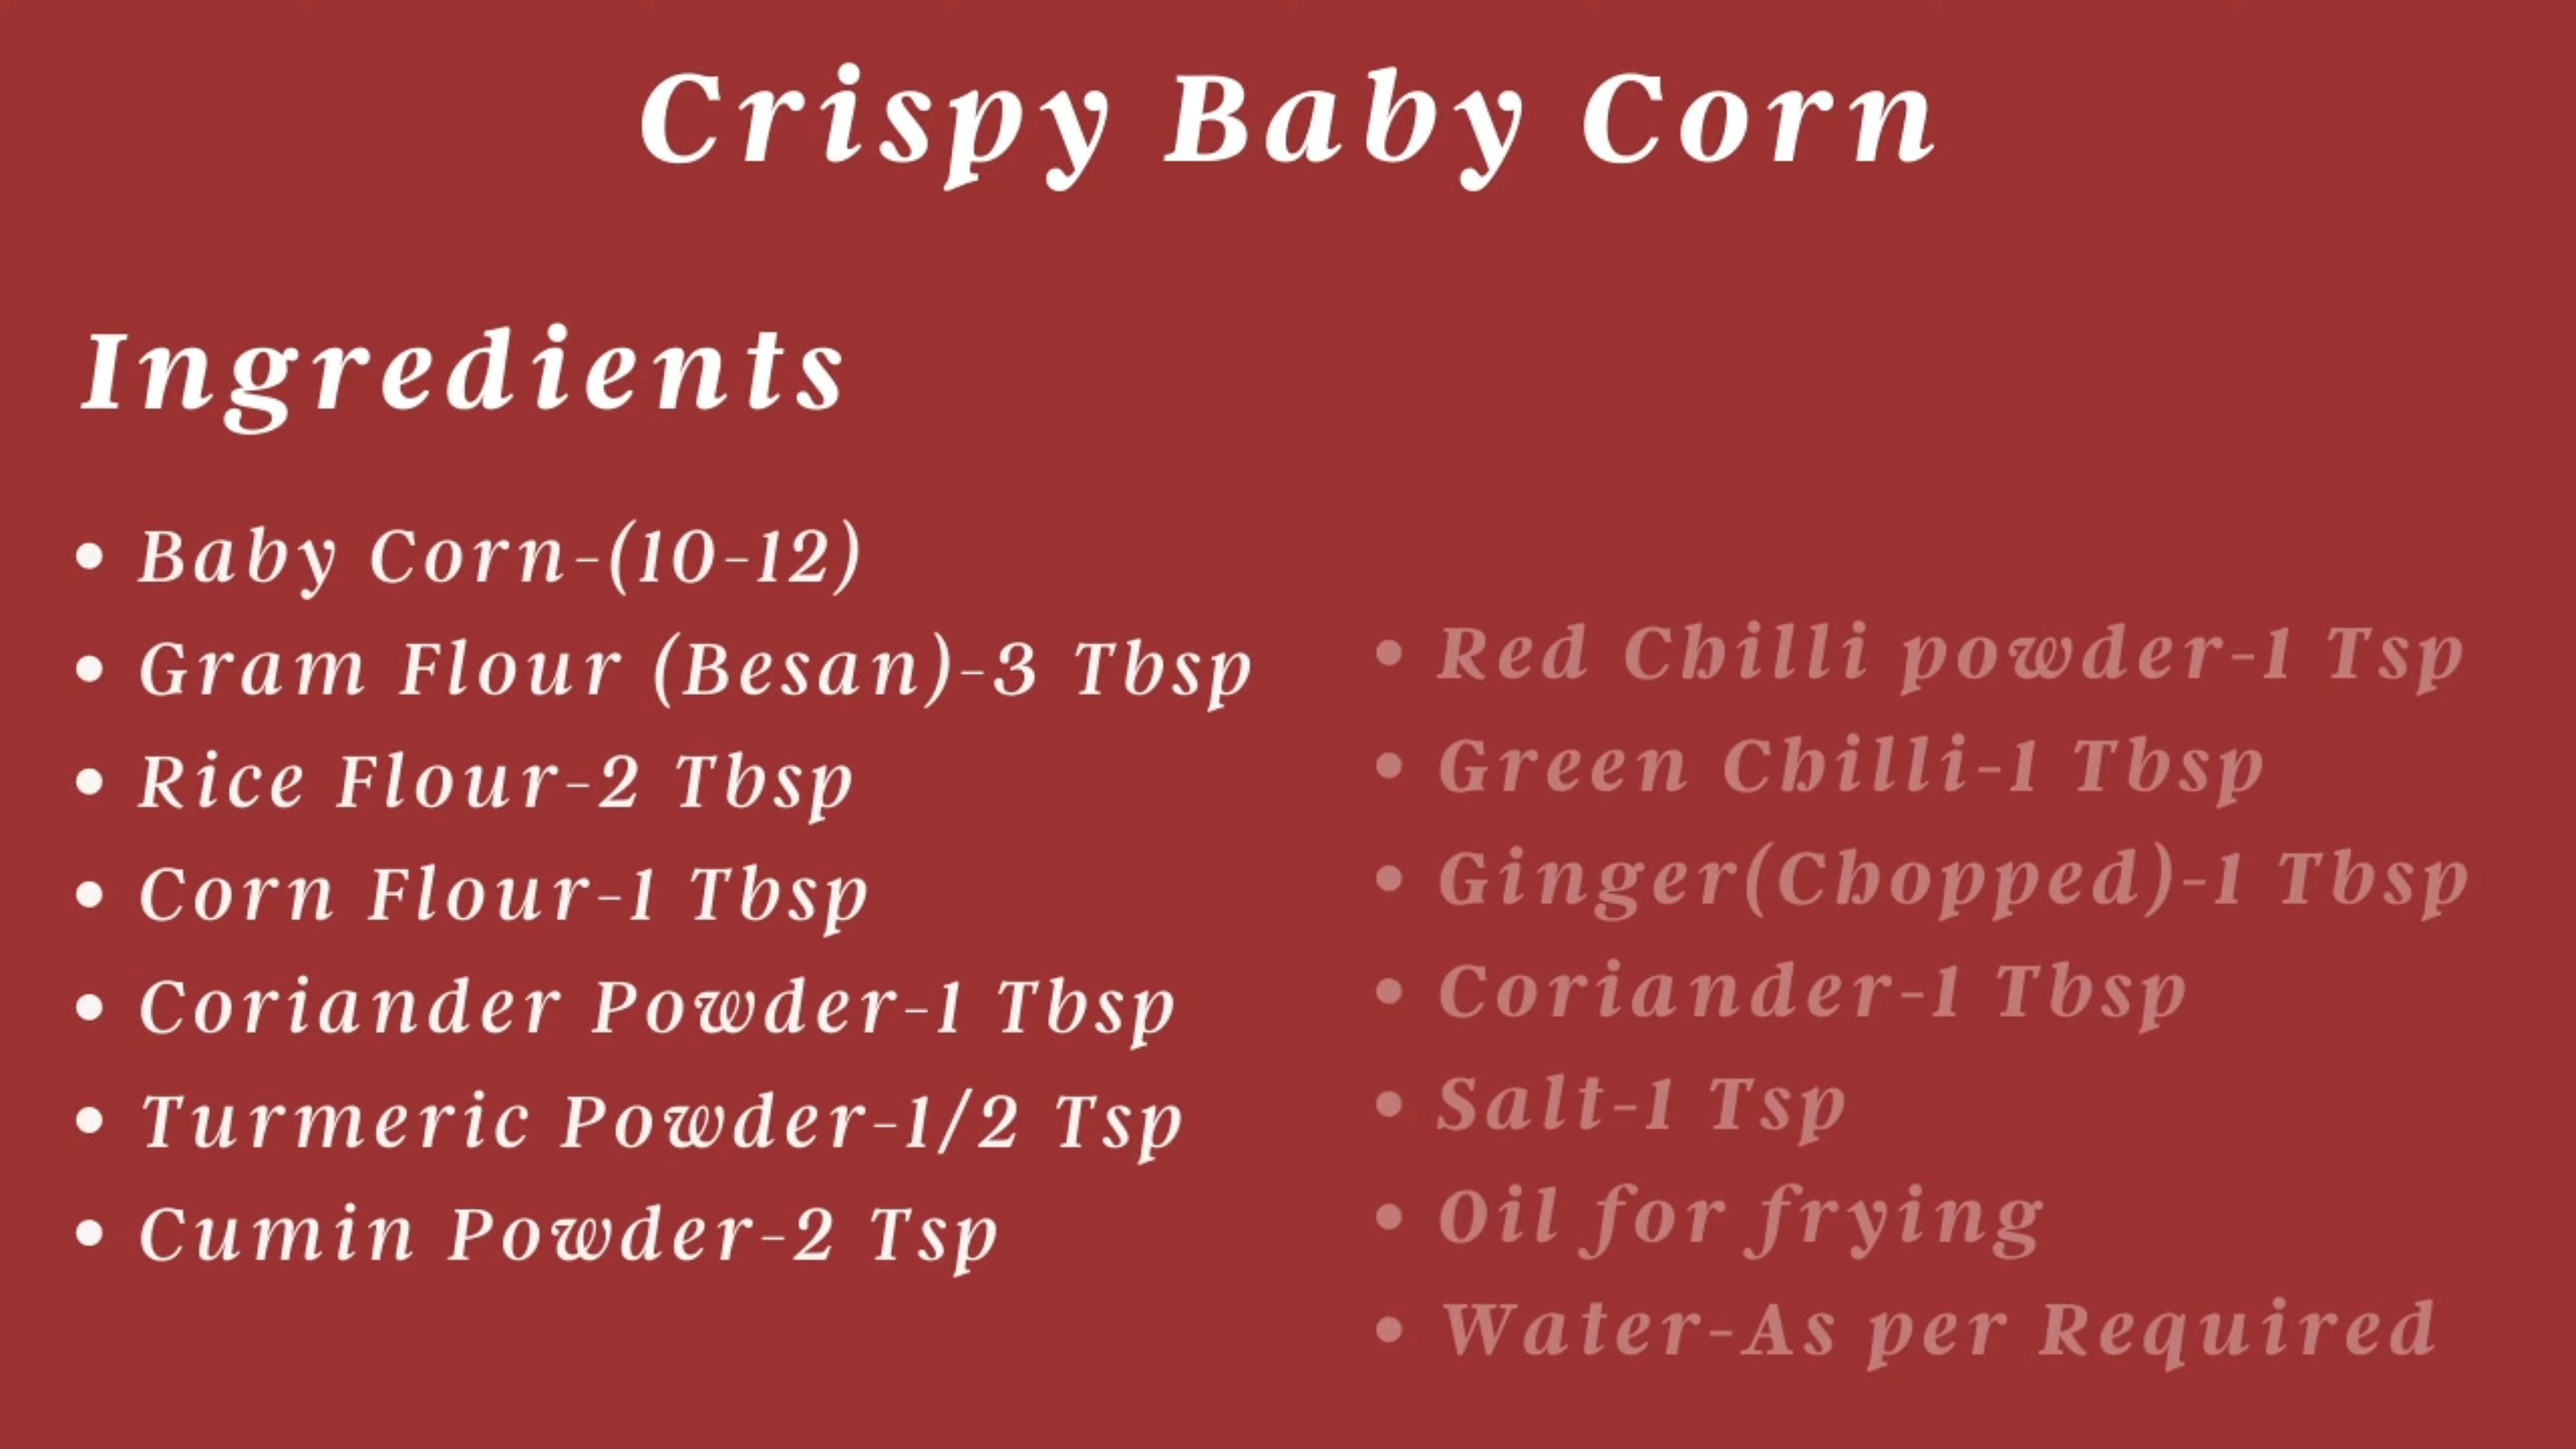 Crispy Baby Corn
Ingredients
• Baby Corn-(10-12)
• Gram Flour (Besan)-3 Tbsp
• Rice Flour-2 Tbsp
• Corn Flour-1 Tbsp
• Coriander Powder-1 Tbsp
• Turmeric Powder-1/2 Tsp
• Cumin Powder-2 Tsp
• Red Chilli powder-1 Tsp
• Green Chilli-1 Tbsp
• Ginger(Chopped)-1 Tbsp
• Coriander-1 Tbsp
• Salt-1 Tsp
• Oil for frying
• Water-As per Required